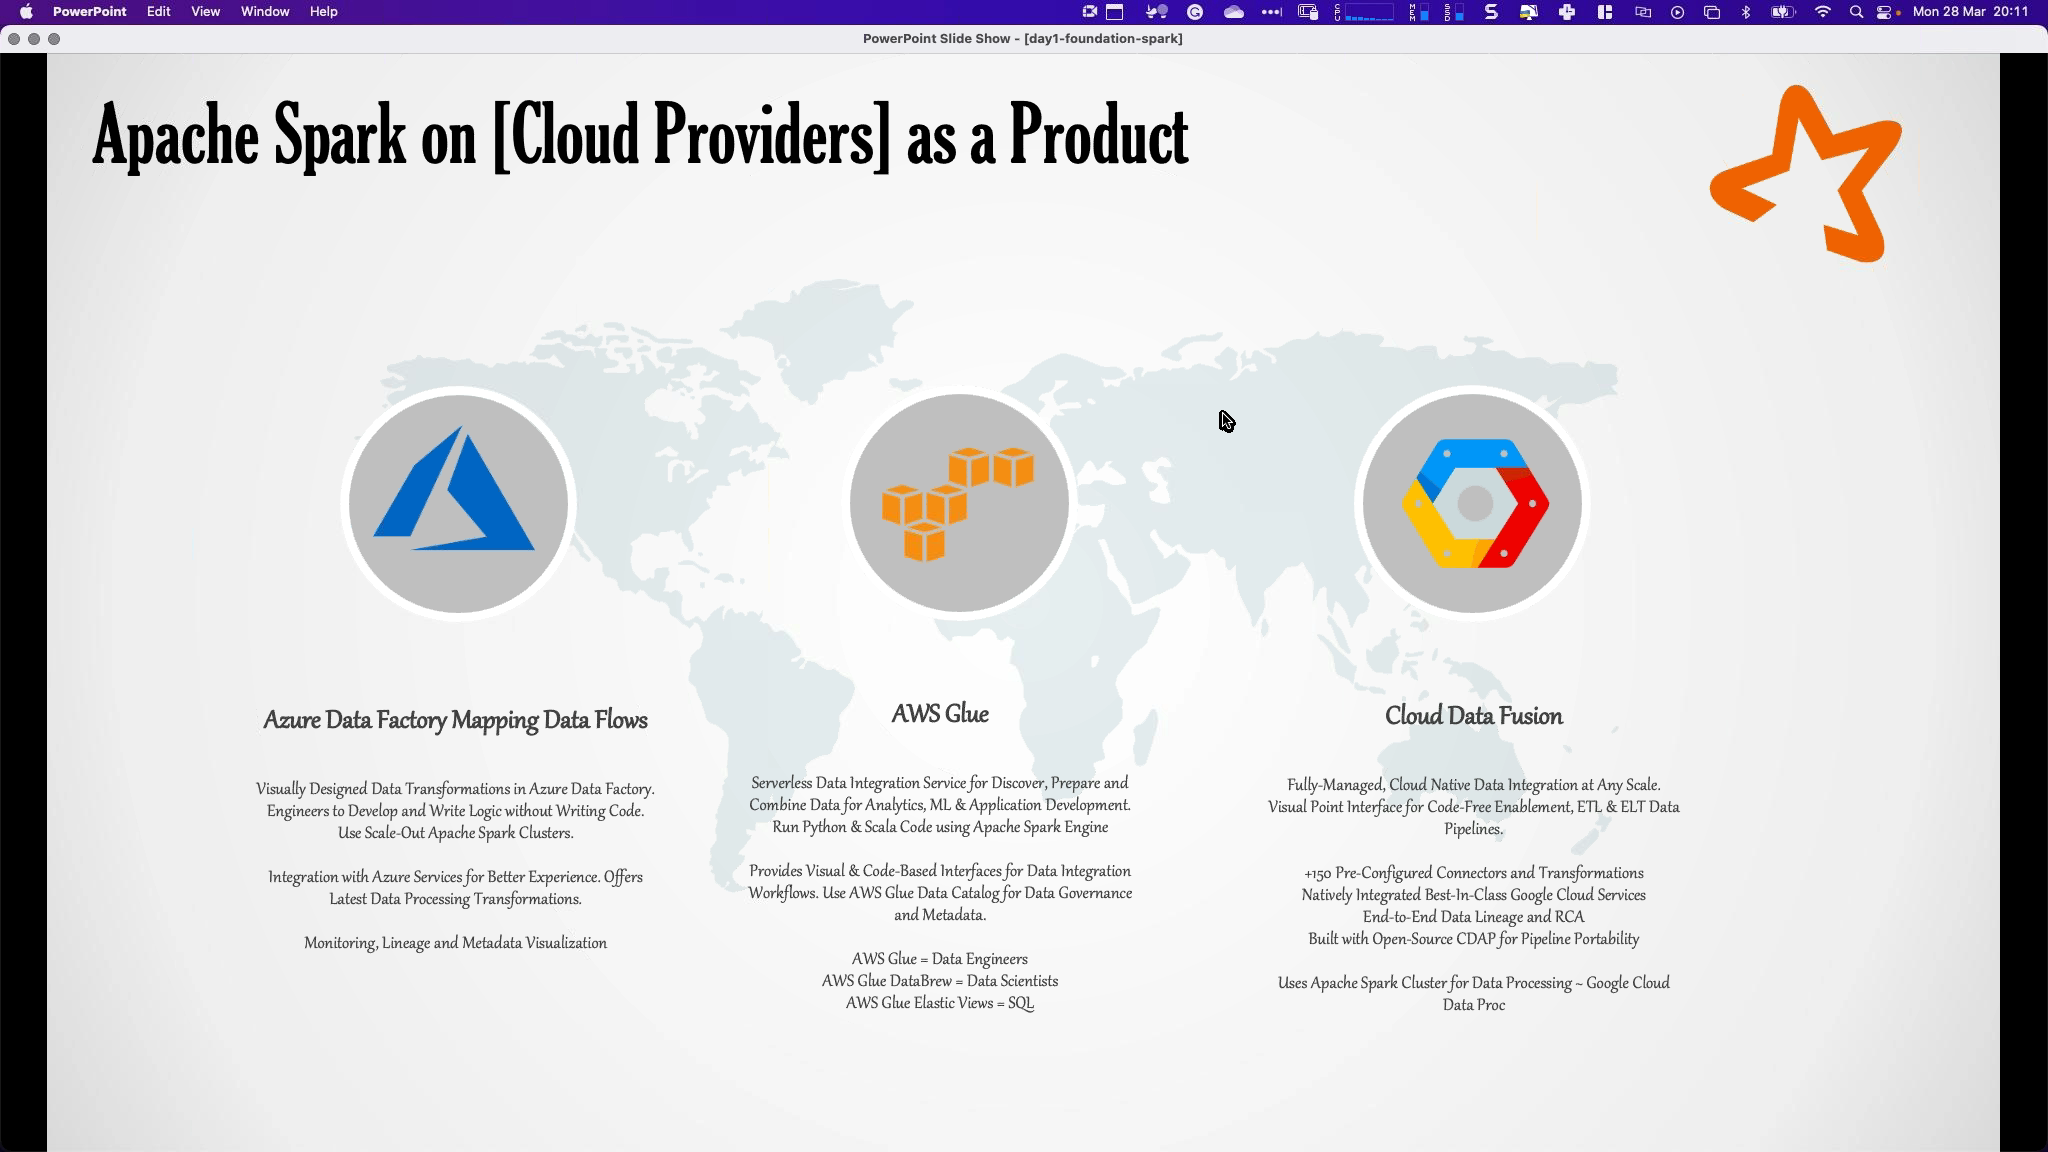 PowerPoint Edit View Window Help
Mon 28 Mar 20:11
PowerPoint Slide Show - [day1-foundation-spark]
Apache Spark on [Cloud Providers] as a Product
Azure Data Factory Mapping Data Flows
Visually Designed Data Transformations in Azure Data Factory.
Engineers to Develop and Write Logic without Writing Code.
Use Scale-Out Apache Spark Clusters.
Integration with Azure Services for Better Experience. Offers
Latest Data Processing Transformations.
Monitoring, Lineage and Metadata Visualization
AWS Glue
Serverless Data Integration Service for Discover, Prepare and
Combine Data for Analytics, ML & Application Development.
Run Python & Scala Code using Apache Spark Engine
Provides Visual & Code-Based Interfaces for Data Integration
Workflows. Use AWS Glue Data Catalog for Data Governance
and Metadata.
AWS Glue = Data Engineers
AWS Glue DataBrew = Data Scientists
AWS Glue Elastic Views = SQL
Cloud Data Fusion
Fully-Managed, Cloud Native Data Integration at Any Scale.
Visual Point Interface for Code-Free Enablement, ETL & ELT Data
Pipelines.
+150 Pre-Configured Connectors and Transformations
Natively Integrated Best-In-Class Google Cloud Services
End-to-End Data Lineage and RCA
Built with Open-Source CDAP for Pipeline Portability
Uses Apache Spark Cluster for Data Processing ~ Google Cloud
Data Proc